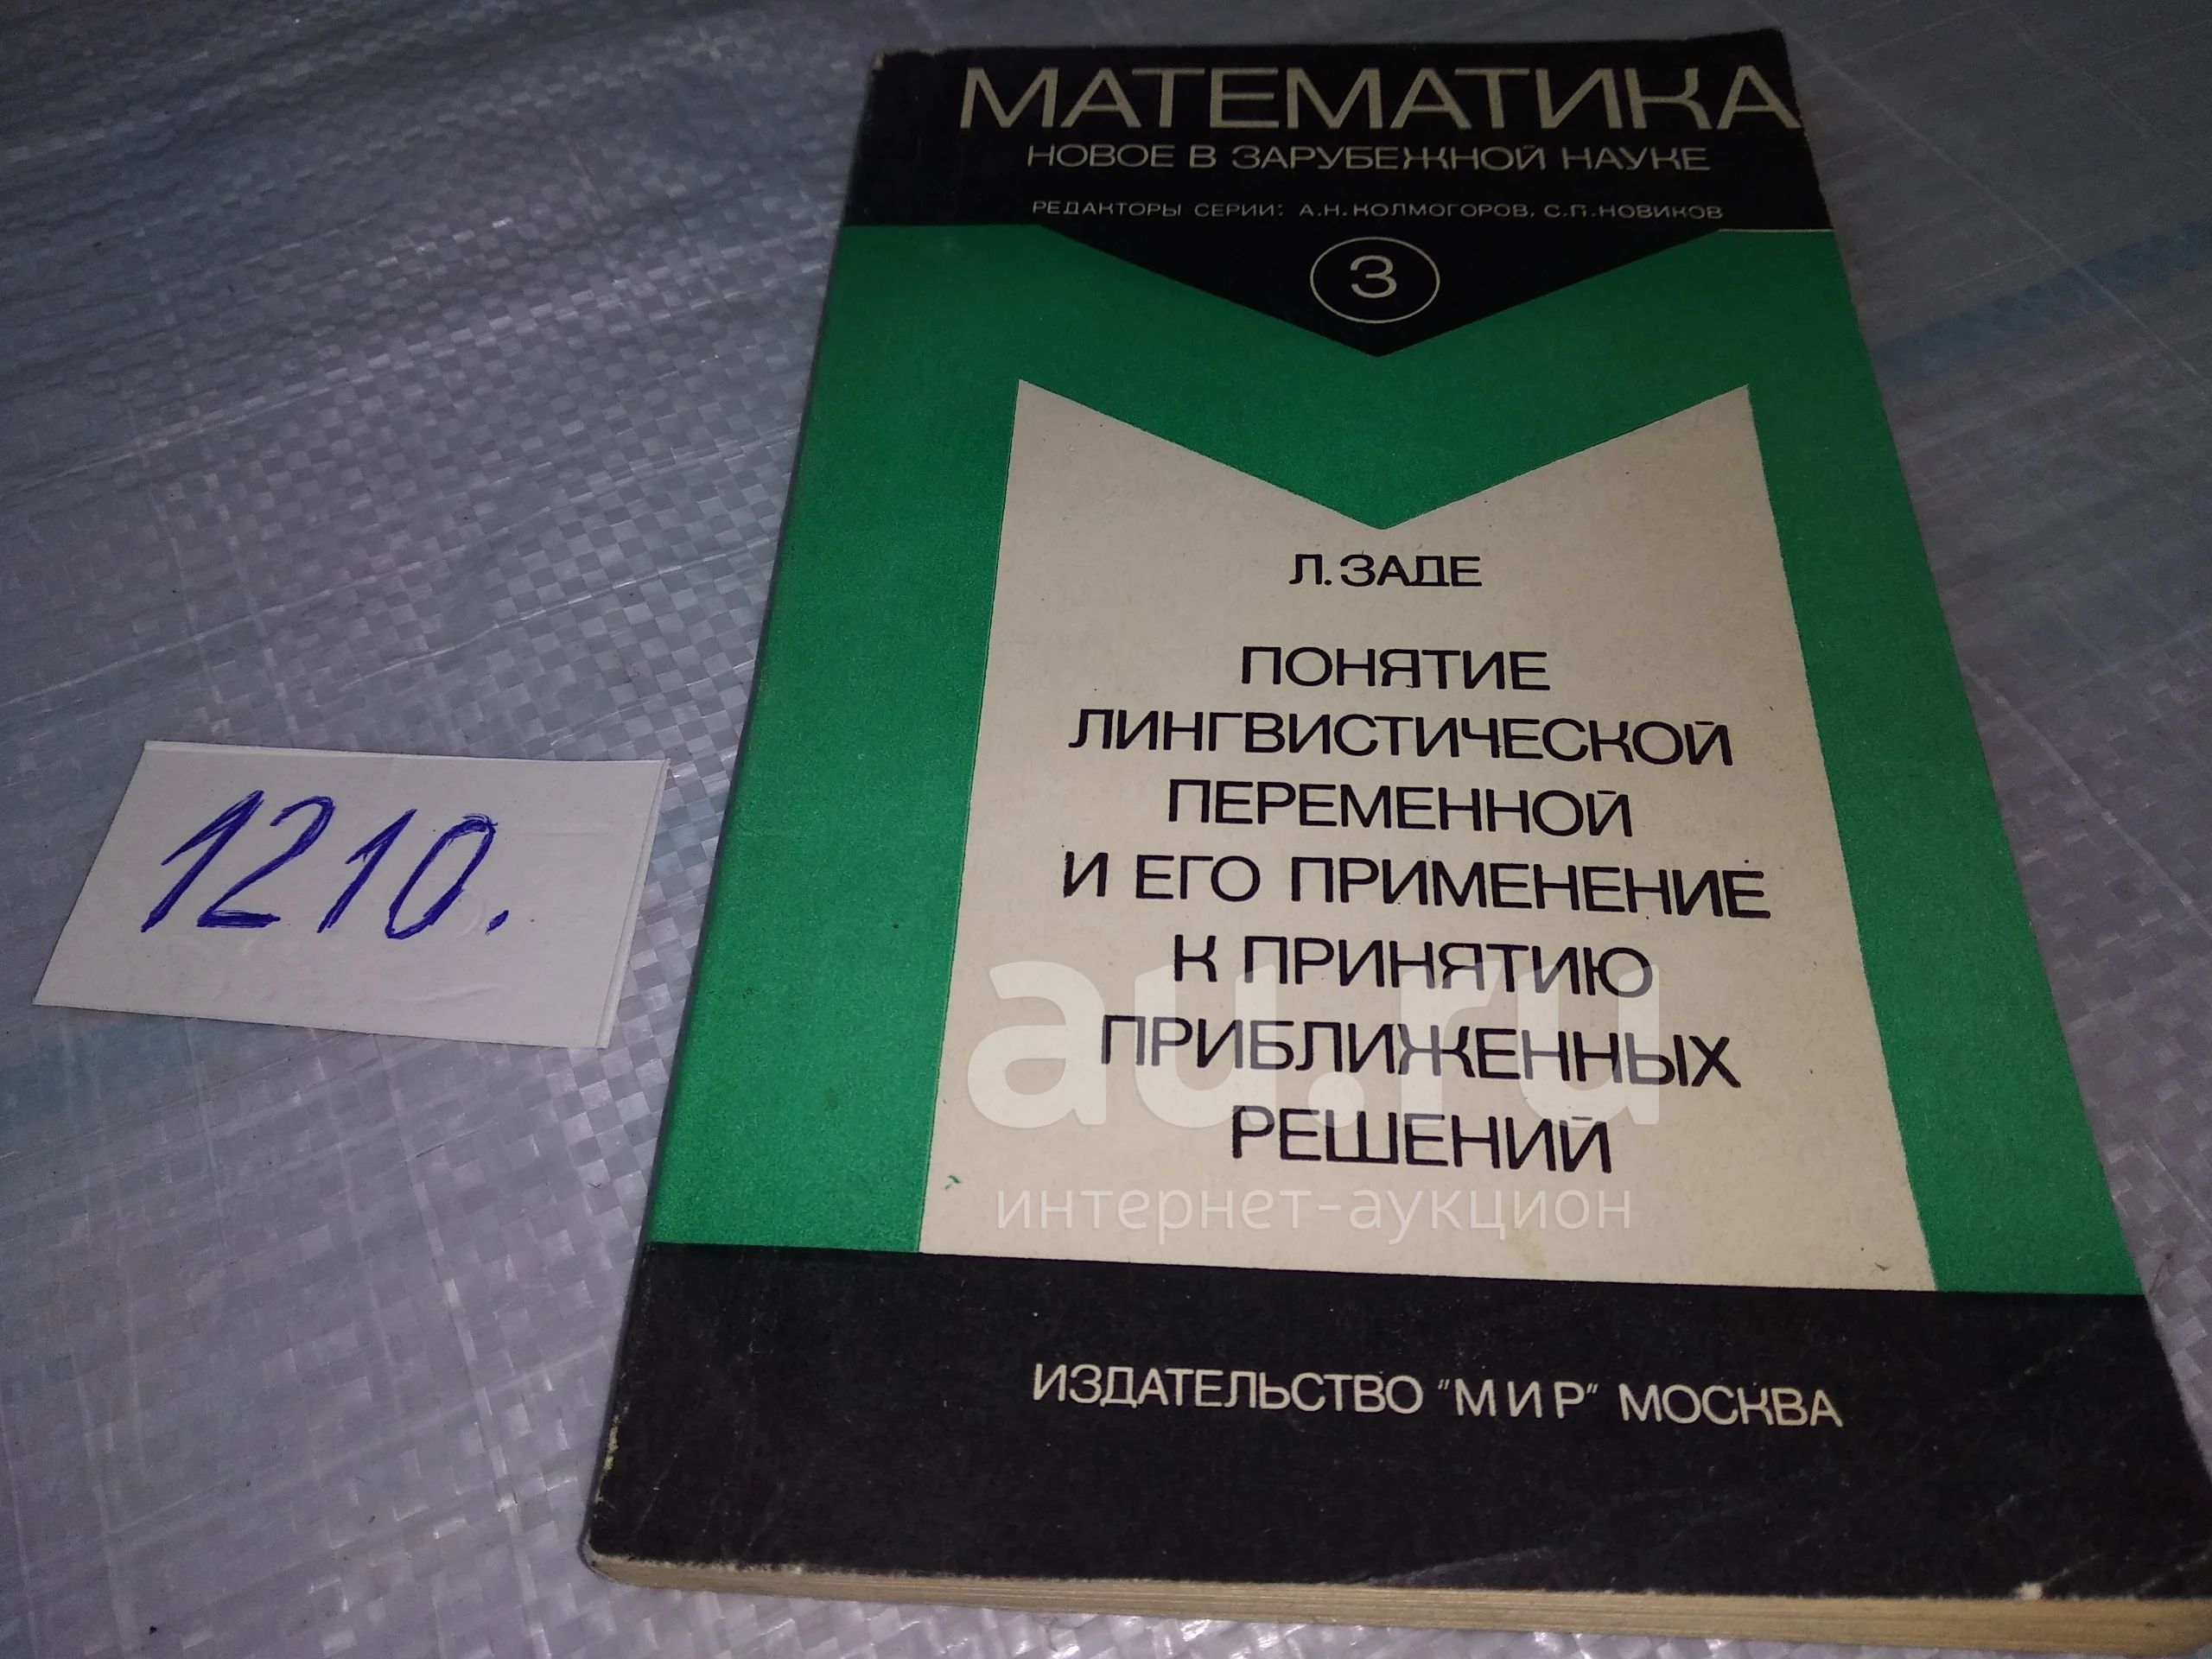 МАТЕМАТИКА
НОВОЕ В ЗАРУБЕЖНОЙ НАУКЕ
РЕДАКТОРЫ СЕРИИ: А.Н.КОЛМОГОРОВ, С.П.НОВИКОВ
3
Л.ЗАДЕ
ПОНЯТИЕ
ЛИНГВИСТИЧЕСКОЙ
ПЕРЕМЕННОЙ
И ЕГО ПРИМЕНЕНИЕ
К ПРИНЯТИЮ
ПРИБЛИЖЕННЫХ
РЕШЕНИЙ
ИЗДАТЕЛЬСТВО "МИР" МОСКВА
1210.
au.ru
интернет-аукцион